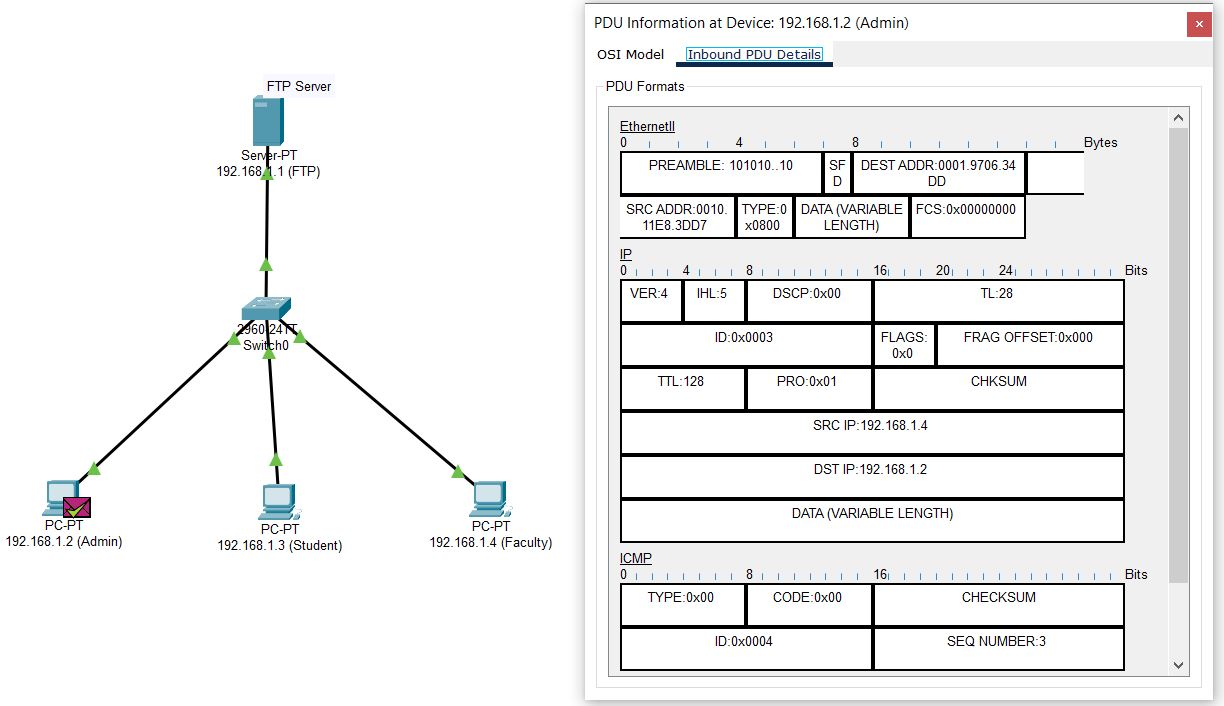 FTP Server
Server-PT
192.168.1.1 (FTP)
2960-24TT
Switch0
PC-PT
192.168.1.2 (Admin)
PC-PT
192.168.1.3 (Student)
PC-PT
192.168.1.4 (Faculty)
PDU Information at Device: 192.168.1.2 (Admin)
OSI Model
Inbound PDU Details
PDU Formats
EthernetII
0 4 8 Bytes
PREAMBLE: 101010..10
SF
D
DEST ADDR:0001.9706.34
DD
SRC ADDR:0010.
11E8.3DD7
TYPE:0
x0800
DATA (VARIABLE
LENGTH)
FCS:0x00000000
IP
0 4 8 16 20 24 Bits
VER:4
IHL:5
DSCP:0x00
TL:28
ID:0x0003
FLAGS:
0x0
FRAG OFFSET:0x000
TTL:128
PRO:0x01
CHKSUM
SRC IP:192.168.1.4
DST IP:192.168.1.2
DATA (VARIABLE LENGTH)
ICMP
0 8 16 Bits
TYPE:0x00
CODE:0x00
CHECKSUM
ID:0x0004
SEQ NUMBER:3